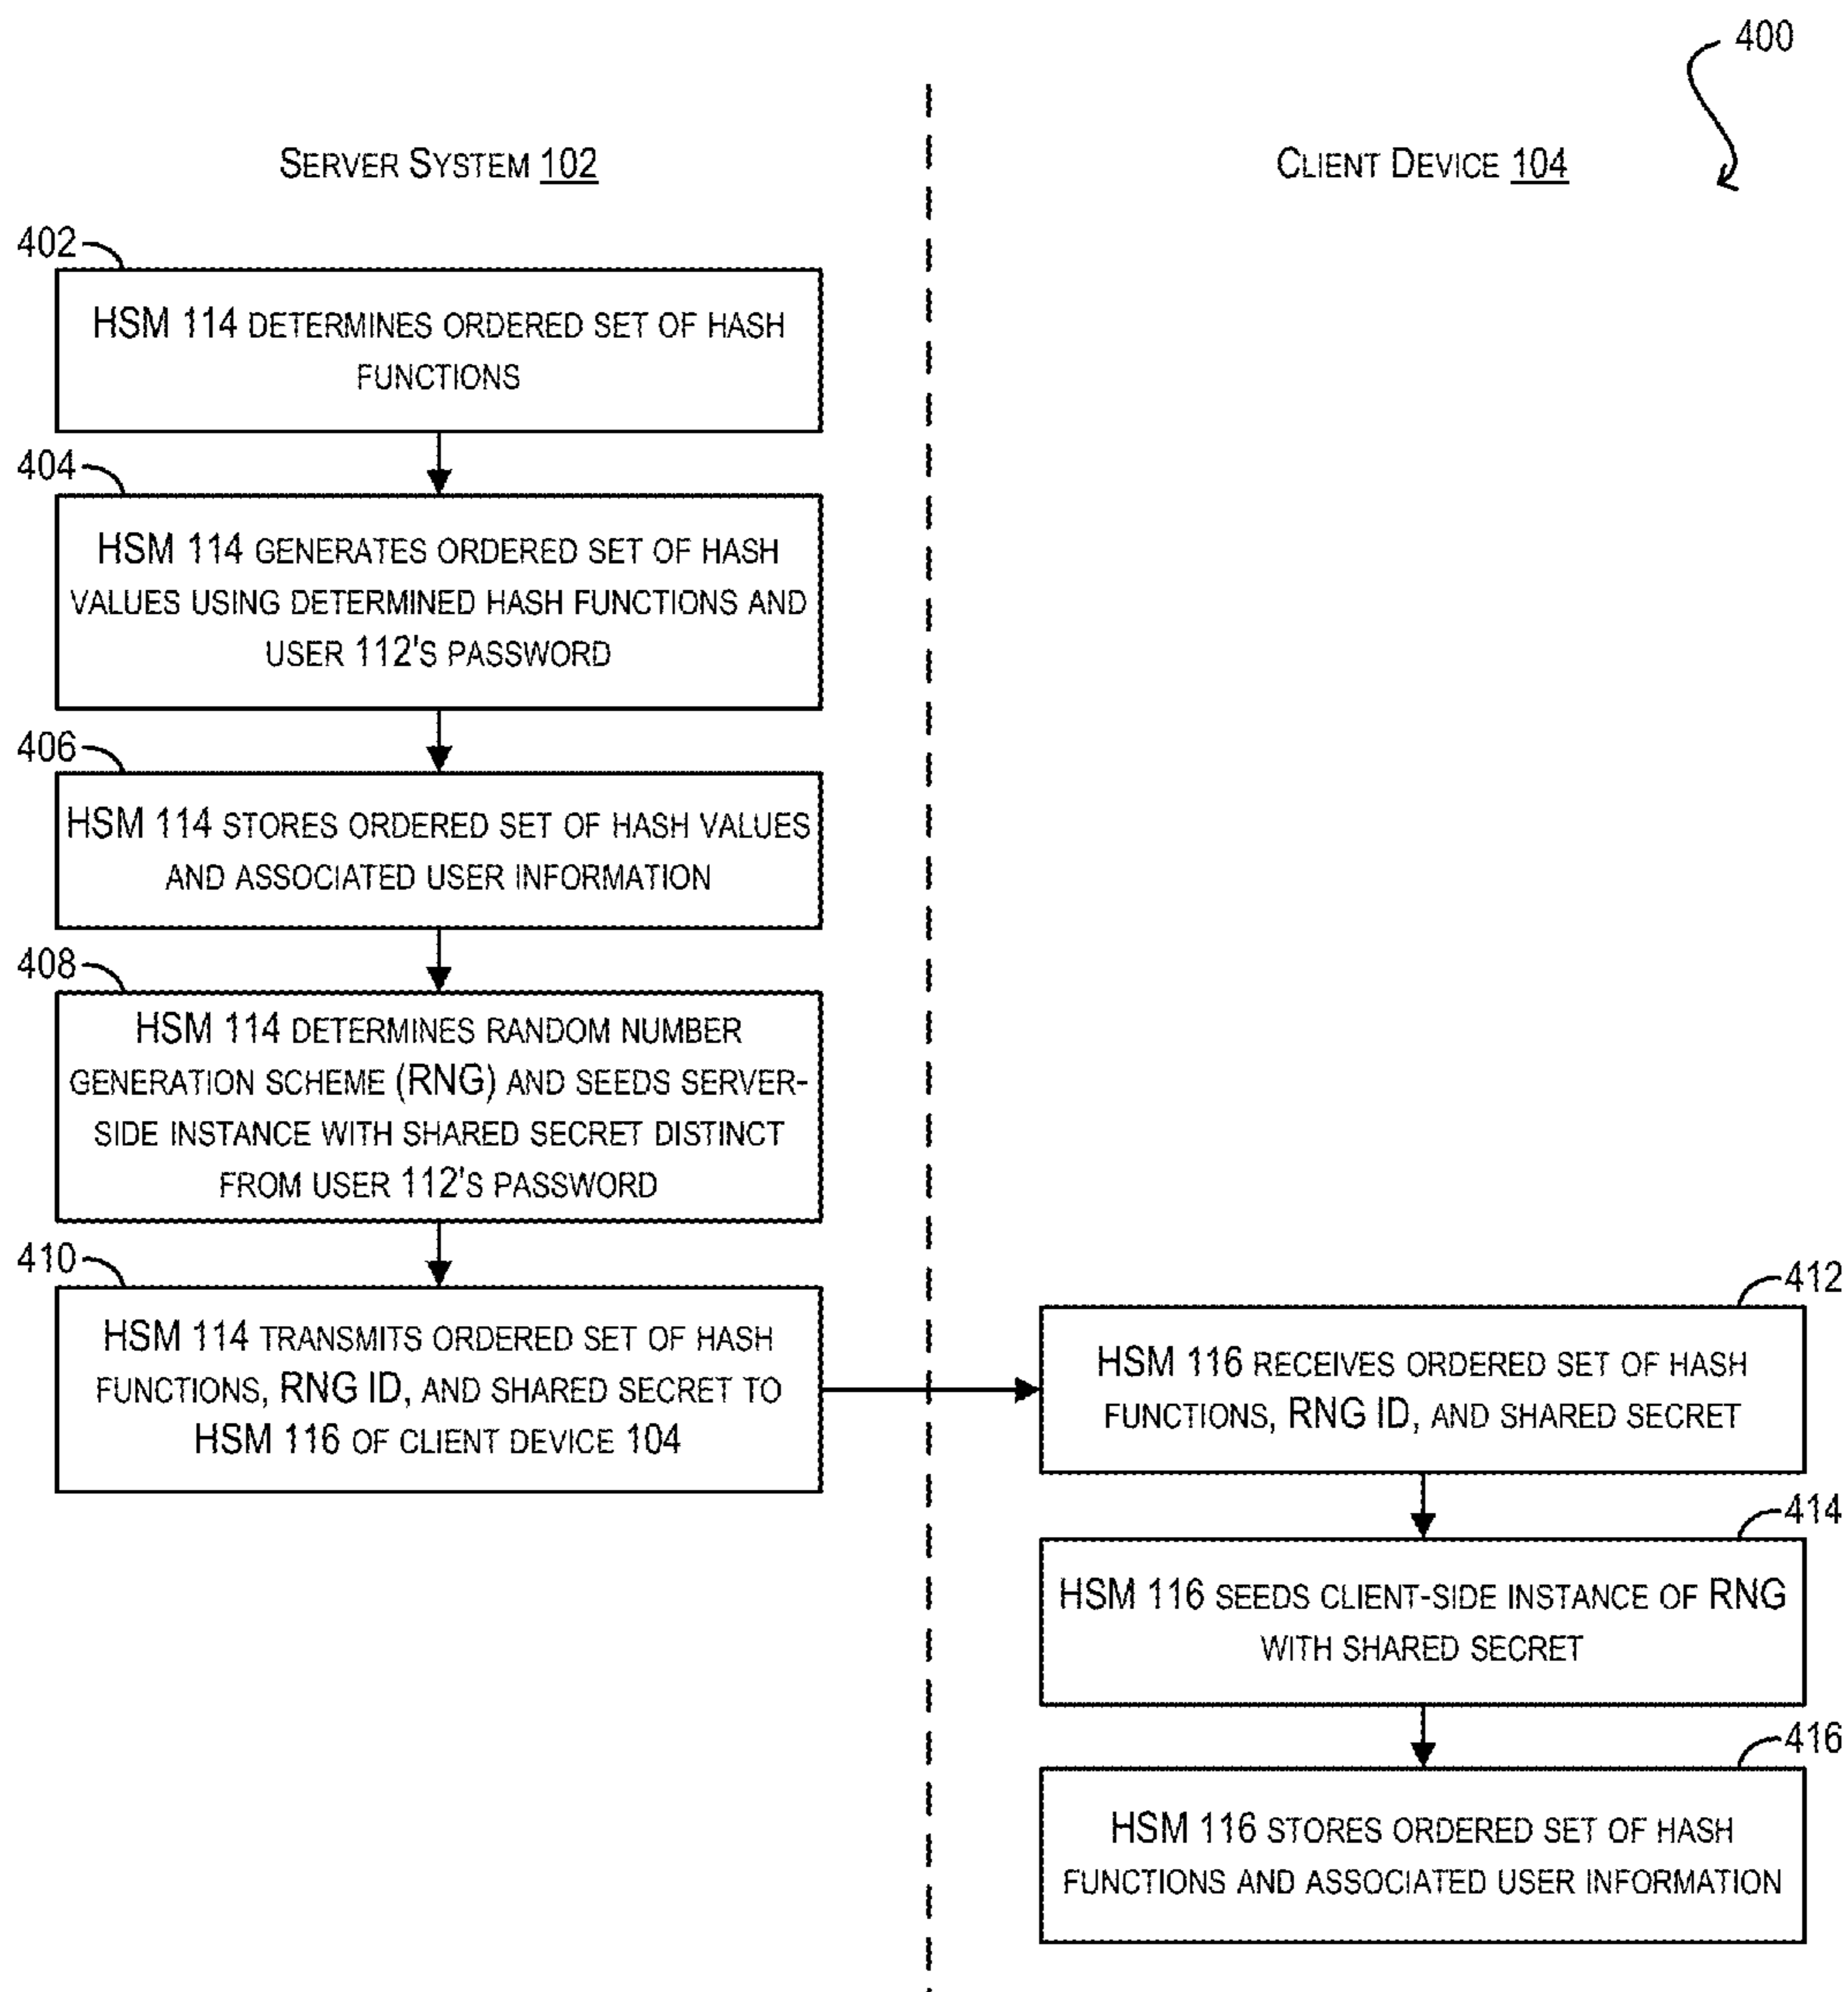 400
SERVER SYSTEM 102
CLIENT DEVICE 104
402
HSM 114 DETERMINES ORDERED SET OF HASH
FUNCTIONS
404
HSM 114 GENERATES ORDERED SET OF HASH
VALUES USING DETERMINED HASH FUNCTIONS AND
USER 112'S PASSWORD
406
HSM 114 STORES ORDERED SET OF HASH VALUES
AND ASSOCIATED USER INFORMATION
408
HSM 114 DETERMINES RANDOM NUMBER
GENERATION SCHEME (RNG) AND SEEDS SERVER-
SIDE INSTANCE WITH SHARED SECRET DISTINCT
FROM USER 112'S PASSWORD
410
HSM 114 TRANSMITS ORDERED SET OF HASH
FUNCTIONS, RNG ID, AND SHARED SECRET TO
HSM 116 OF CLIENT DEVICE 104
412
HSM 116 RECEIVES ORDERED SET OF HASH
FUNCTIONS, RNG ID, AND SHARED SECRET
414
HSM 116 SEEDS CLIENT-SIDE INSTANCE OF RNG
WITH SHARED SECRET
416
HSM 116 STORES ORDERED SET OF HASH
FUNCTIONS AND ASSOCIATED USER INFORMATION